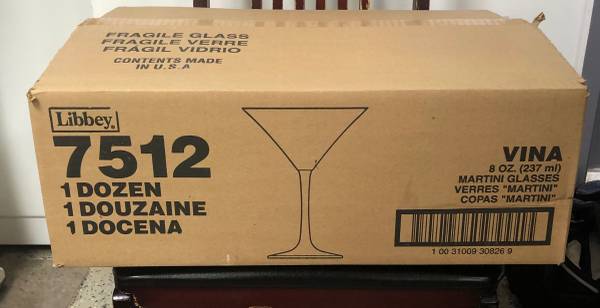 FRAGILE GLASS
FRAGILE VERRE
FRÁGIL VIDRIO
CONTENTS MADE
IN U.S.A
Libbey®
7512
1 DOZEN
1 DOUZAINE
1 DOCENA
VINA
8 OZ. (237 ml)
MARTINI GLASSES
VERRES "MARTINI"
COPAS "MARTINI"
1 00 31009 30826 9